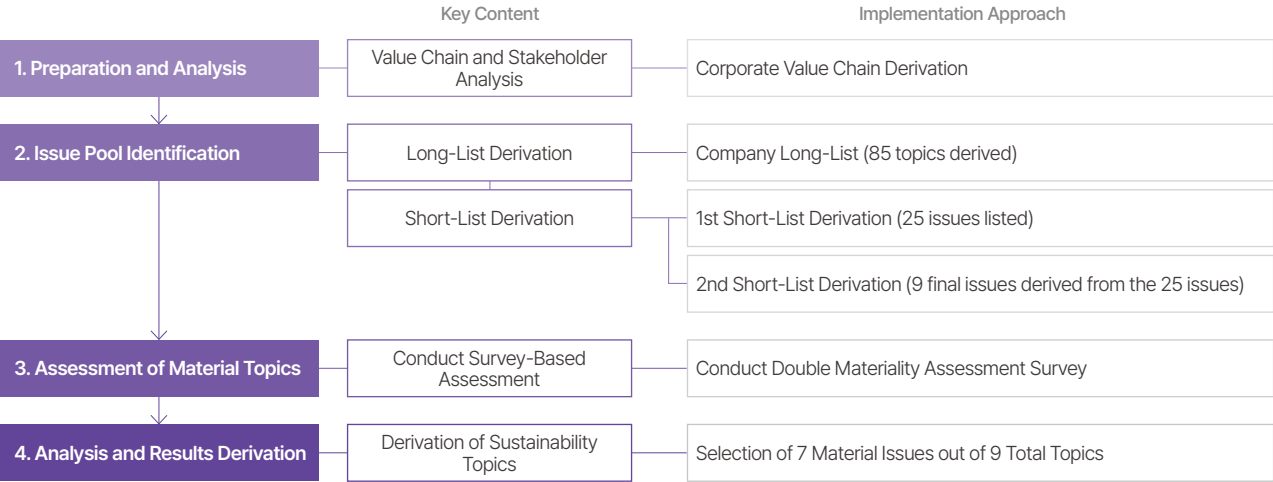 Key Content
Implementation Approach
1. Preparation and Analysis
Value Chain and Stakeholder
Analysis
Corporate Value Chain Derivation
2. Issue Pool Identification
Long-List Derivation
Company Long-List (85 topics derived)
Short-List Derivation
1st Short-List Derivation (25 issues listed)
2nd Short-List Derivation (9 final issues derived from the 25 issues)
3. Assessment of Material Topics
Conduct Survey-Based
Assessment
Conduct Double Materiality Assessment Survey
4. Analysis and Results Derivation
Derivation of Sustainability
Topics
Selection of 7 Material Issues out of 9 Total Topics